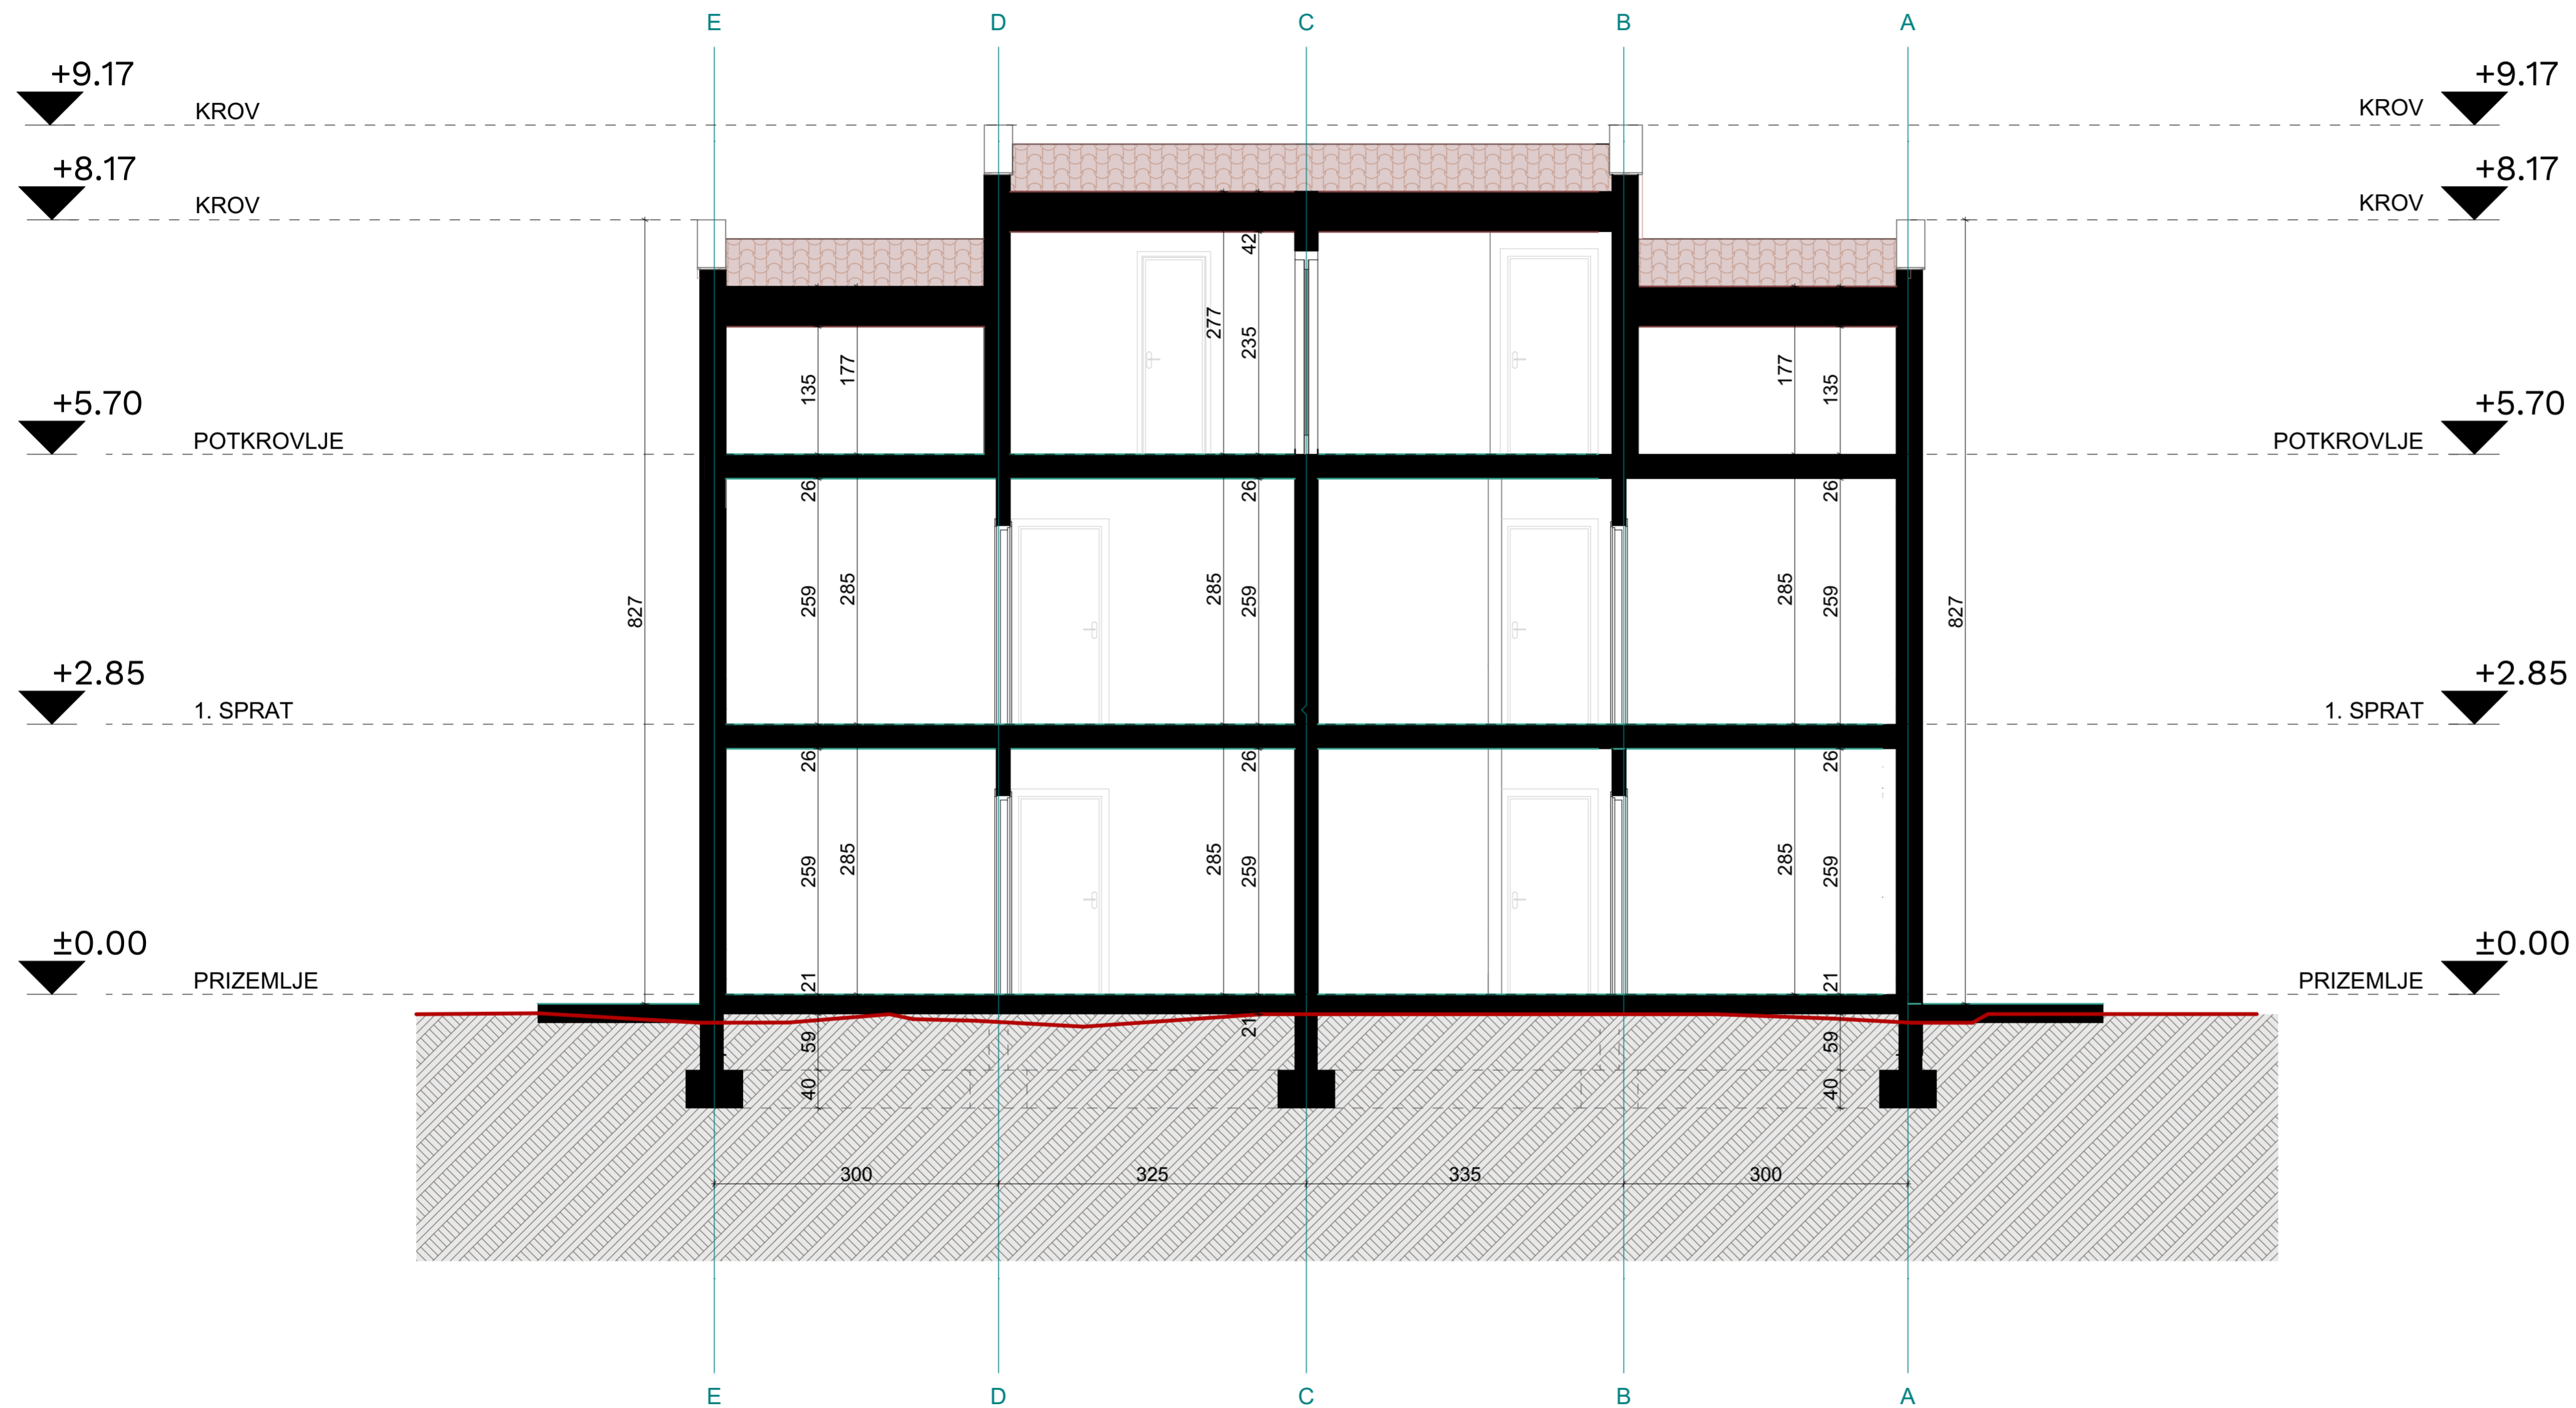 E D C B A
+9.17 +9.17
KROV KROV
+8.17 +8.17
KROV KROV
42
277 235
135 177 177 135
+5.70 +5.70
POTKROVLJE POTKROVLJE
26 26 26
827 259 285 285 259 285 259 827
+2.85 +2.85
1. SPRAT 1. SPRAT
26 26 26
259 285 285 259 285 259
±0.00 ±0.00
PRIZEMLJE 21 21 PRIZEMLJE
21
59 59
40 40
300 325 335 300
E D C B A